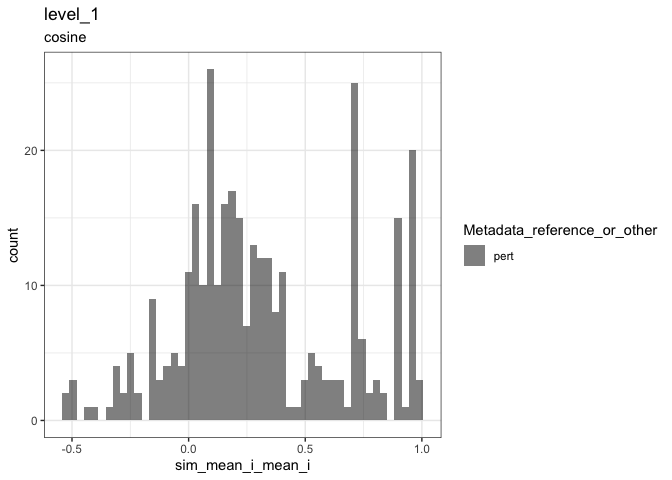 level_1
cosine
20
10
0
count
-0.5
0.0
0.5
1.0
sim_mean_i_mean_i
Metadata_reference_or_other
pert